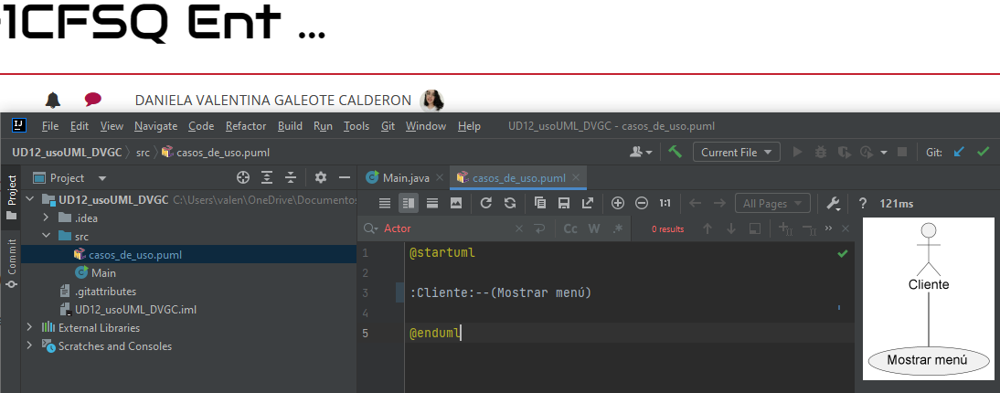 1CFSQ Ent ...
DANIELA VALENTINA GALEOTE CALDERON
IJ File Edit View Navigate Code Refactor Build Run Tools Git Window Help UD12_usoUML_DVGC - casos_de_uso.puml
UD12_usoUML_DVGC src casos_de_uso.puml Current File Git:
Project Main.java casos_de_uso.puml
UD12_usoUML_DVGC C:\Users\valen\OneDrive\Documentos
1:1 All Pages ? 121ms
.idea
src
Actor Cc W .* 0 results
casos_de_uso.puml
Main
.gitattributes
UD12_usoUML_DVGC.iml
External Libraries
Scratches and Consoles
Project
Commit
1 @startuml
2
3 :Cliente:--(Mostrar menú)
4
5 @enduml
Cliente
Mostrar menú